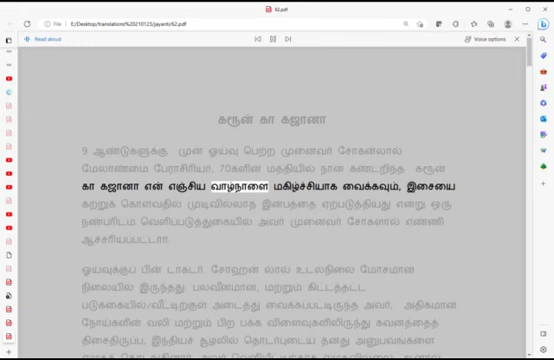 62.pdf
File
E:/Desktop/translations%20210123/jayanti/62.pdf
Read aloud
Voice options
கரூன் கா கஜானா
9 ஆண்டுகளுக்கு முன் ஓய்வு பெற்ற முனைவர் சோகன்லால்
மேலாண்மை பேராசிரியர், 70களின் மத்தியில் நான் கண்டறிந்த கரூன்
கா கஜானா என் எஞ்சிய வாழ்நாளை மகிழ்ச்சியாக வைக்கவும், இசையை
கற்றுக் கொள்வதில் முடிவில்லாத இன்பத்தை ஏற்படுத்தியது என்று ஒரு
நண்பரிடம் வெளிப்படுத்துகையில் அவர் முனைவர் சோகனை எண்ணி
ஆச்சரியப்பட்டார்.
ஓய்வுக்குப் பின் டாக்டர். சோஹன் லால் உடல்நிலை மோசமான
நிலையில் இருந்தது. பலவீனமான, மற்றும் கிட்டத்தட்ட
படுக்கையில்/வீட்டிற்குள் அடைத்து வைக்கப்பட்டிருந்த அவர், அதிகமான
நோய்களின் வலி மற்றும் பிற பக்க விளைவுகளிலிருந்து கவனத்தைத்
திசைதிருப்ப, இந்தியச் சூழலில் தொடர்புடைய தனது அனுபவங்களை